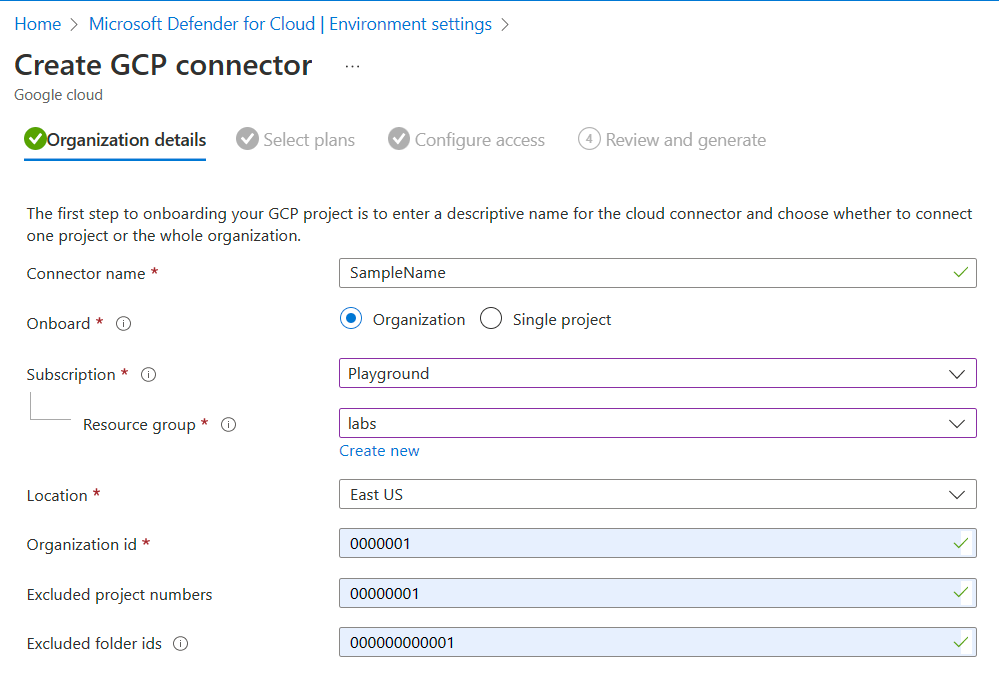 Home > Microsoft Defender for Cloud | Environment settings >
Create GCP connector ...
Google cloud
Organization details Select plans Configure access 4 Review and generate
The first step to onboarding your GCP project is to enter a descriptive name for the cloud connector and choose whether to connect
one project or the whole organization.
Connector name * SampleName
Onboard * Organization Single project
Subscription * Playground
Resource group * labs
Create new
Location * East US
Organization id * 0000001
Excluded project numbers 00000001
Excluded folder ids 000000000001